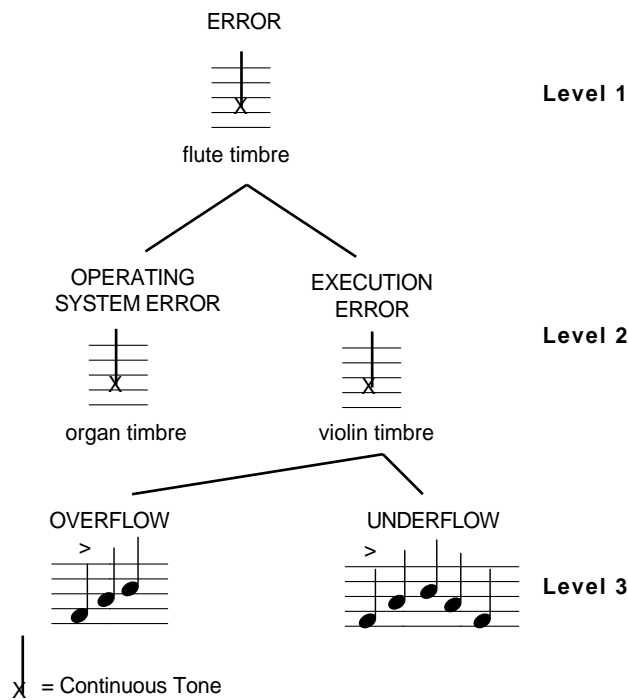 ERROR
X
Level 1
flute timbre
OPERATING
SYSTEM ERROR
EXECUTION
ERROR
X
X
Level 2
organ timbre
violin timbre
OVERFLOW
UNDERFLOW
>
>
Level 3
X = Continuous Tone